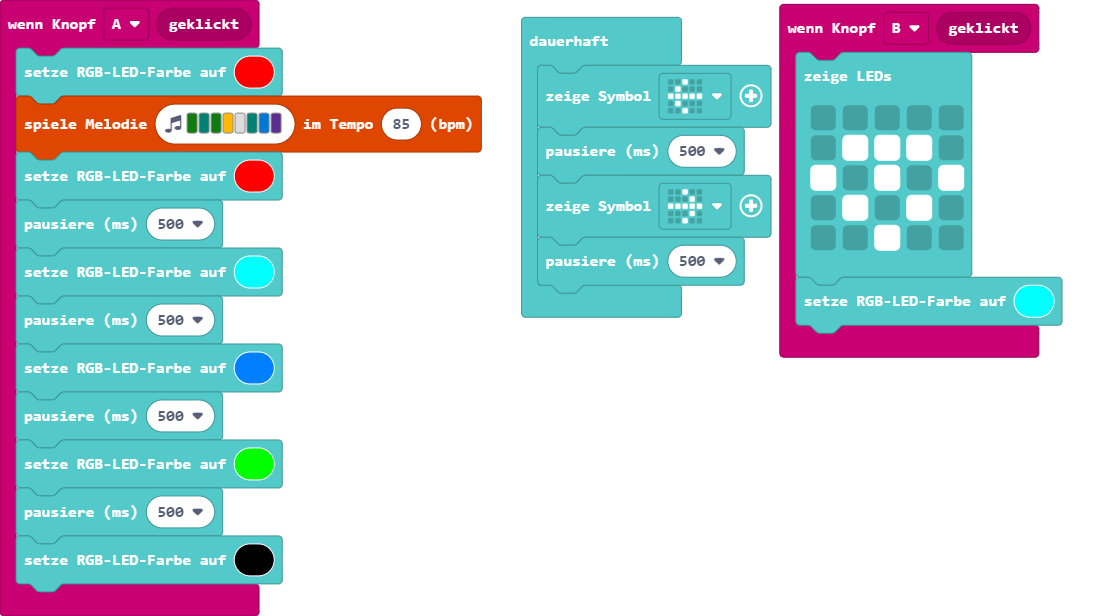 wenn Knopf A geklickt
setze RGB-LED-Farbe auf
spiele Melodie im Tempo 85 (bpm)
setze RGB-LED-Farbe auf
pausiere (ms) 500
setze RGB-LED-Farbe auf
pausiere (ms) 500
setze RGB-LED-Farbe auf
pausiere (ms) 500
setze RGB-LED-Farbe auf
pausiere (ms) 500
setze RGB-LED-Farbe auf
dauerhaft
zeige Symbol
pausiere (ms) 500
zeige Symbol
pausiere (ms) 500
wenn Knopf B geklickt
zeige LEDs
setze RGB-LED-Farbe auf